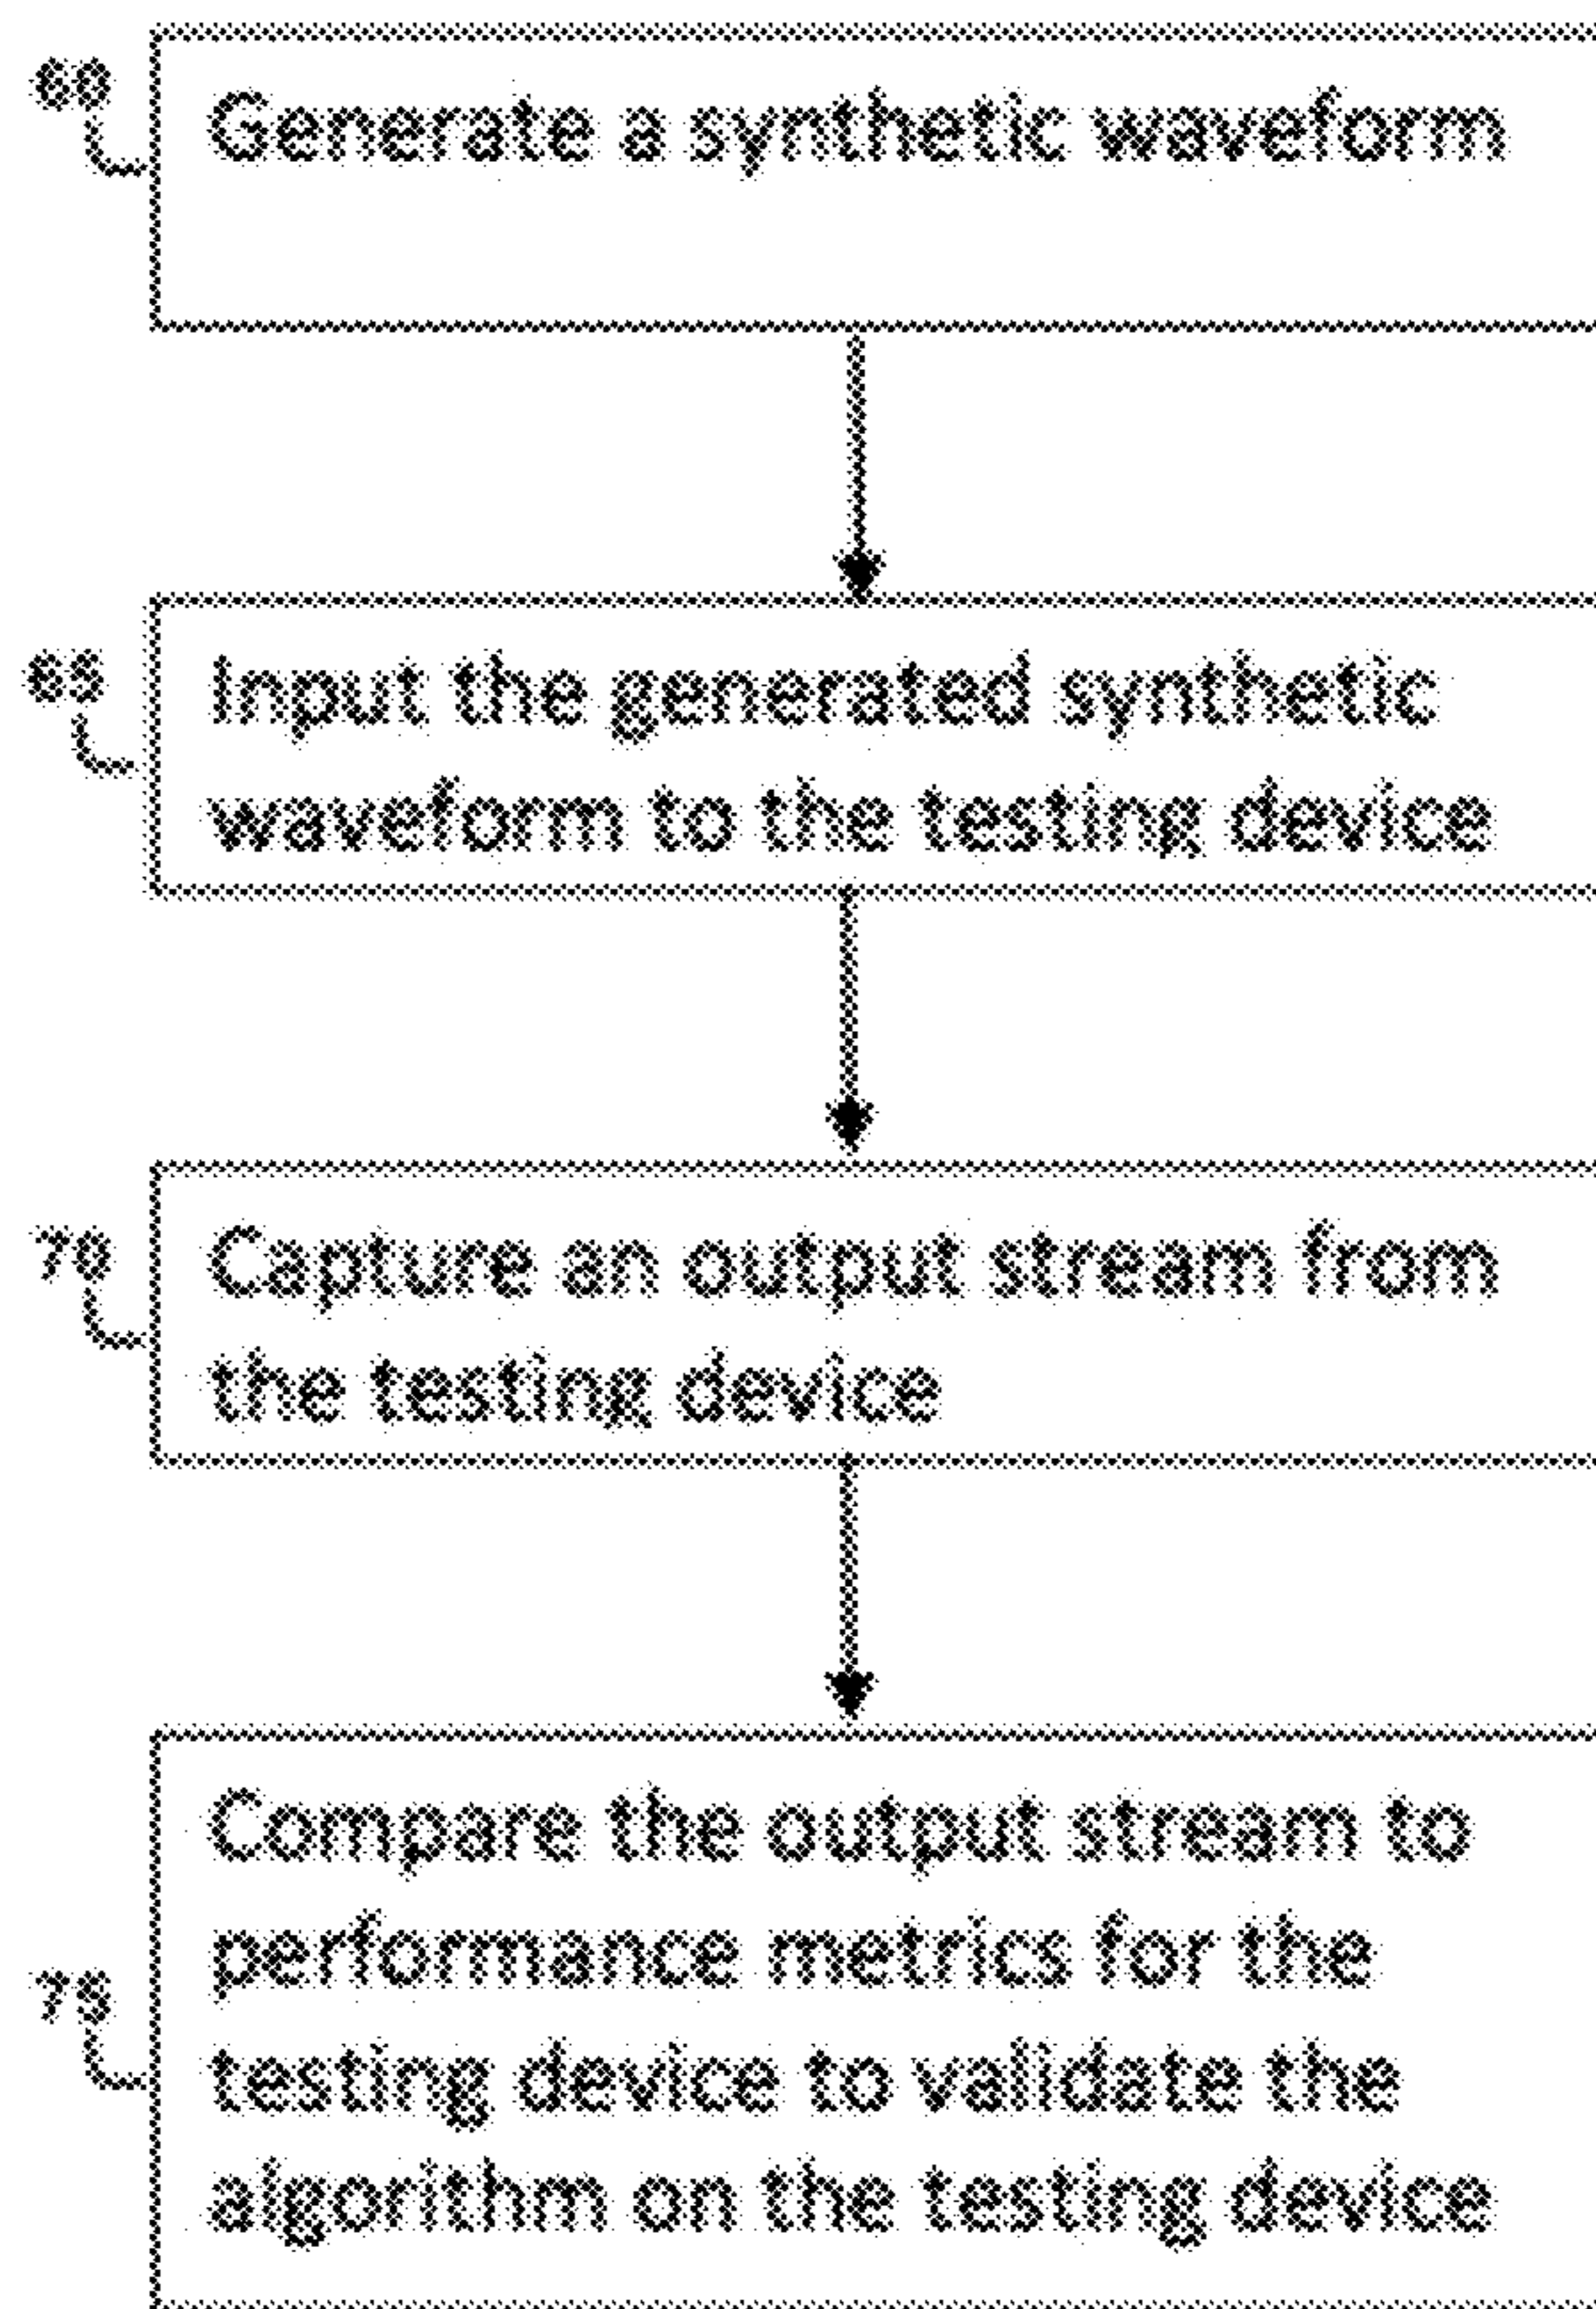 60
Generate a synthetic waveform
65
Input the generated synthetic
waveform to the testing device
70
Capture an output stream from
the testing device
75
Compare the output stream to
performance metrics for the
testing device to validate the
algorithm on the testing device